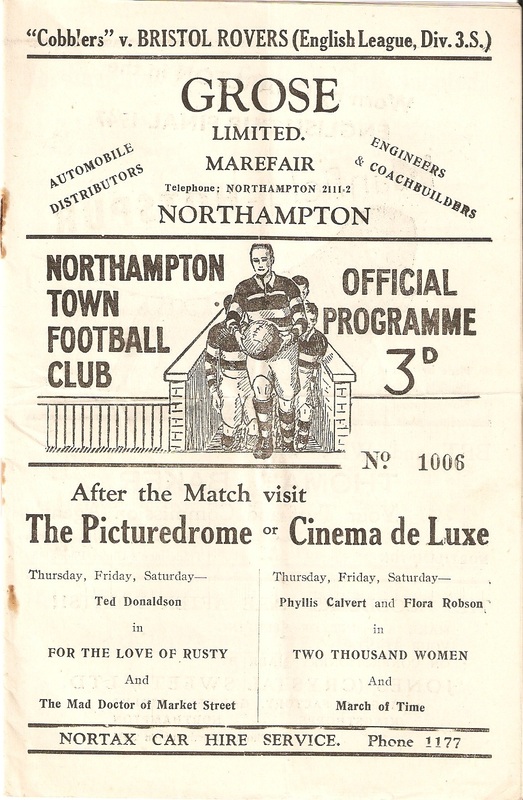 "Cobblers" v. BRISTOL ROVERS (English League, Div. 3.S.)
GROSE
LIMITED.
MAREFAIR
AUTOMOBILE
DISTRIBUTORS
ENGINEERS
& COACHBUILDERS
Telephone: NORTHAMPTON 2111-2
NORTHAMPTON
NORTHAMPTON
TOWN
FOOTBALL
CLUB
OFFICIAL
PROGRAMME
3D
No 1006
After the Match visit
The Picturedrome or Cinema de Luxe
Thursday, Friday, Saturday—
Ted Donaldson
in
FOR THE LOVE OF RUSTY
And
The Mad Doctor of Market Street
Thursday, Friday, Saturday—
Phyllis Calvert and Flora Robson
in
TWO THOUSAND WOMEN
And
March of Time
NORTAX CAR HIRE SERVICE. Phone 1177